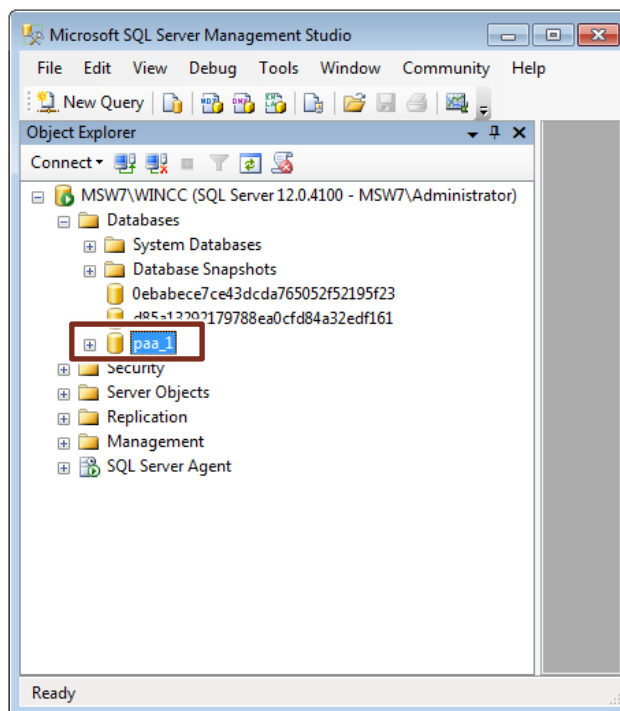 Microsoft SQL Server Management Studio
File Edit View Debug Tools Window Community Help
New Query
Object Explorer
Connect
MSW7\WINCC (SQL Server 12.0.4100 - MSW7\Administrator)
Databases
System Databases
Database Snapshots
0ebabece7ce43dcda765052f52195f23
d85a13292179788ea0cfd84a32edf161
paa_1
Security
Server Objects
Replication
Management
SQL Server Agent
Ready